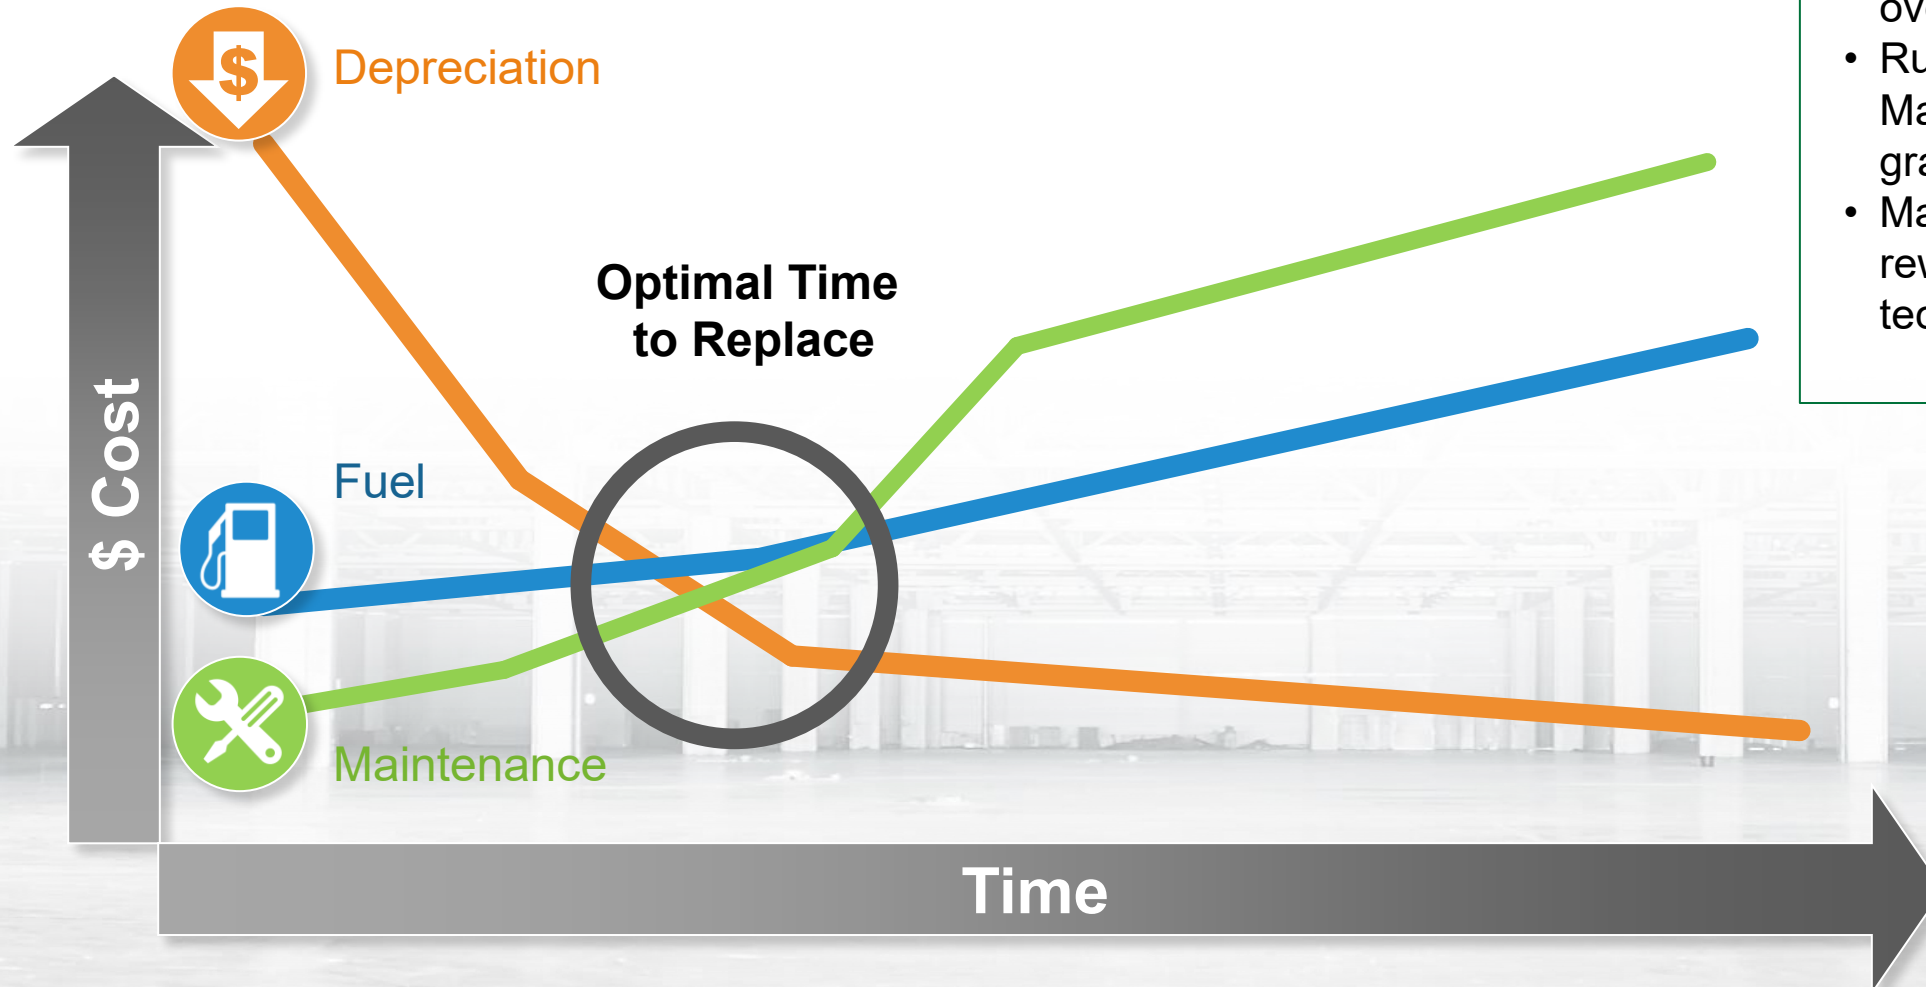 $
Depreciation
Optimal Time
to Replace
$ Cost
Fuel
Maintenance
Time